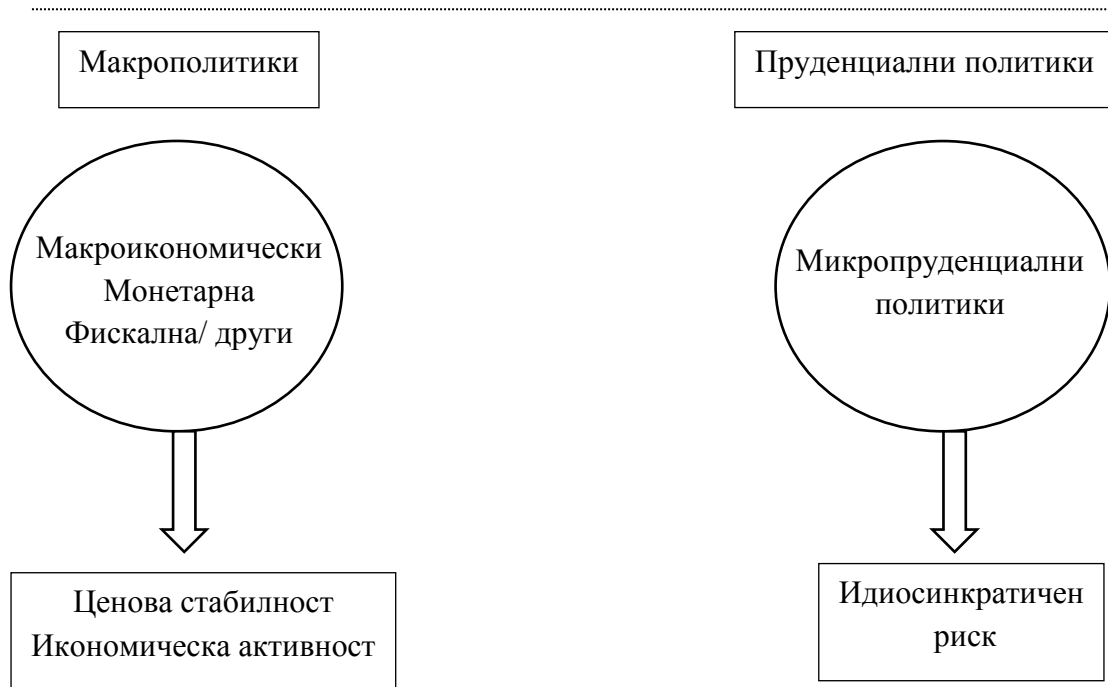 Макрополитики
Пруденциални политики
Макроикономически
Монетарна
Фискална/ други
Микропруденциални
политики
Ценова стабилност
Икономическа активност
Идиосинкратичен
риск